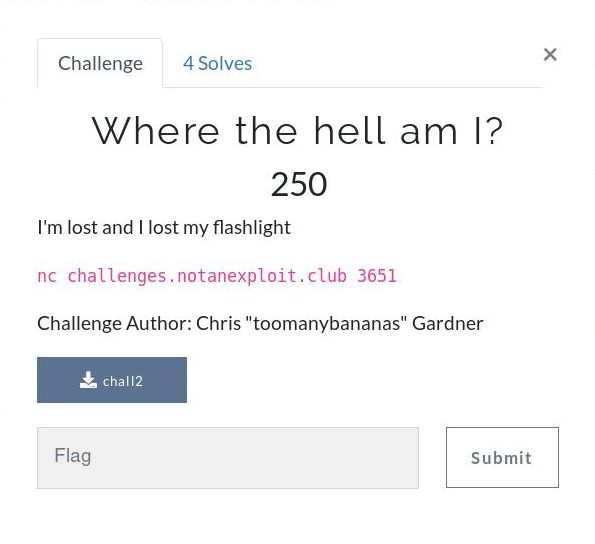 Challenge
4 Solves
×
Where the hell am I?
250
I'm lost and I lost my flashlight
nc challenges.notanexploit.club 3651
Challenge Author: Chris "toomanybananas" Gardner
chall2
Flag
Submit